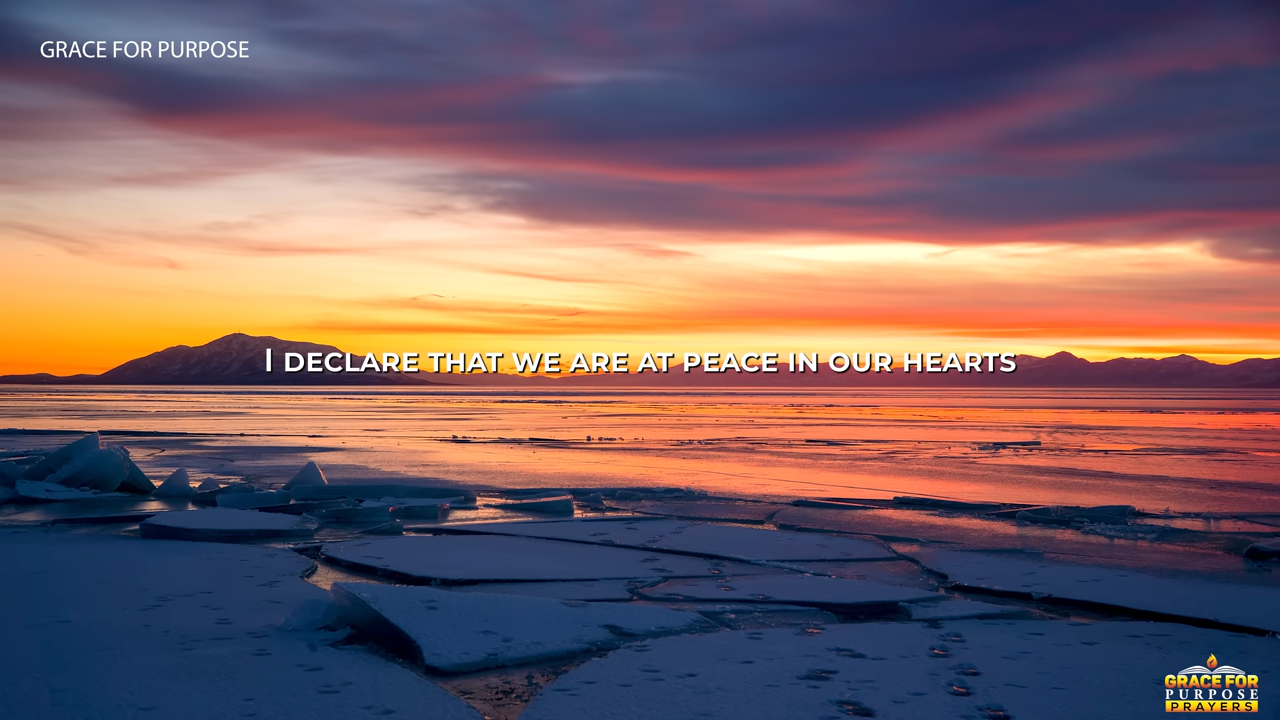 GRACE FOR PURPOSE
I DECLARE THAT WE ARE AT PEACE IN OUR HEARTS
GRACE FOR
PURPOSE
PRAYERS